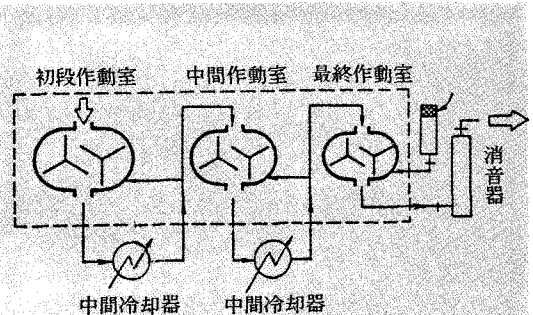 初段作動室
中間作動室
最終作動室
消音器
中間冷却器
中間冷却器